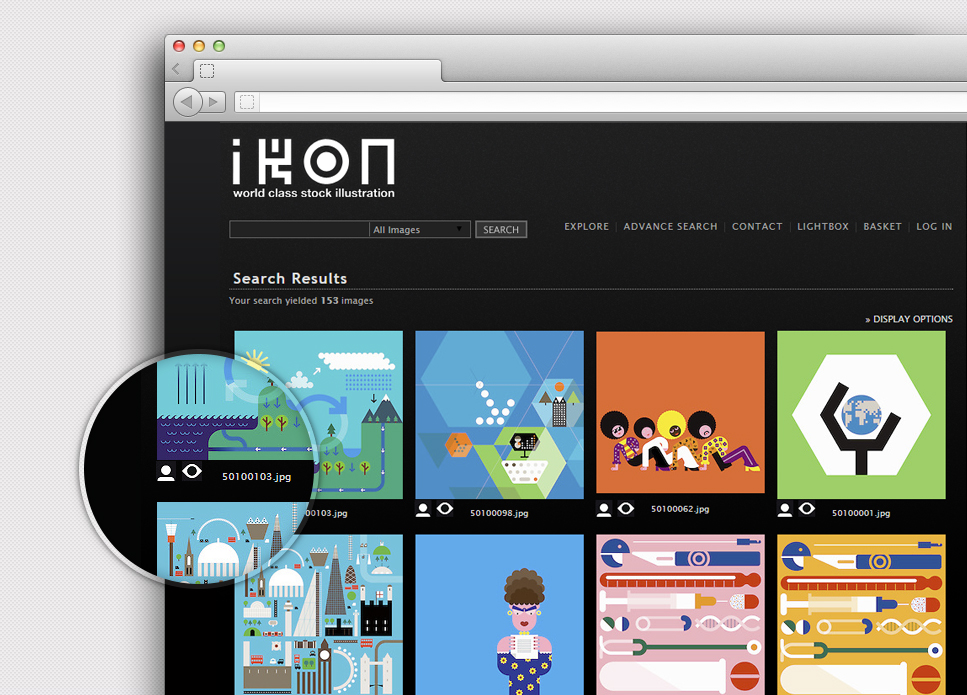 iKON
world class stock illustration
All Images
SEARCH
EXPLORE
ADVANCE SEARCH
CONTACT
LIGHTBOX
BASKET
LOG IN
Search Results
Your search yielded 153 images
» DISPLAY OPTIONS
50100103.jpg
00103.jpg
50100098.jpg
50100062.jpg
50100001.jpg